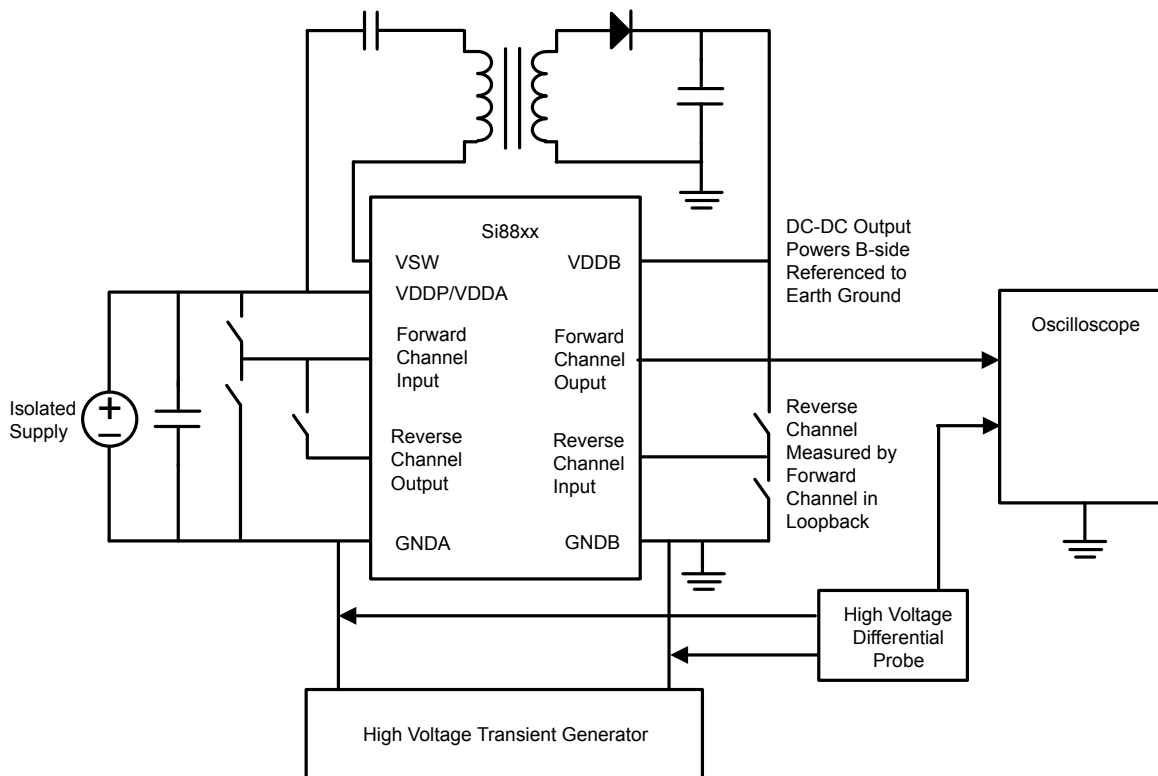 Si88xx
VSW
VDDB
VDDP/VDDA
Forward
Channel
Input
Forward
Channel
Ouput
Reverse
Channel
Output
Reverse
Channel
Input
GNDA
GNDB
Isolated
Supply
+
−
DC-DC Output
Powers B-side
Referenced to
Earth Ground
Oscilloscope
Reverse
Channel
Measured by
Forward
Channel in
Loopback
High Voltage
Differential
Probe
High Voltage Transient Generator